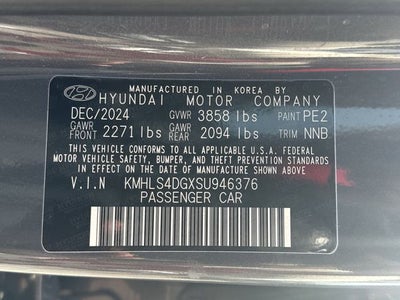 MANUFACTURED IN KOREA BY
HYUNDAI MOTOR COMPANY
DEC/2024 GVWR 3858 lbs PAINT PE2
GAWR FRONT 2271 lbs GAWR REAR 2094 lbs TRIM NNB
THIS VEHICLE CONFORMS TO ALL APPLICABLE U.S.A. FEDERAL
MOTOR VEHICLE SAFETY, BUMPER, AND THEFT PREVENTION STANDARDS
IN EFFECT ON THE DATE OF MANUFACTURE SHOWN ABOVE.
V.I.N KMHLS4DGXSU946376
PASSENGER CAR